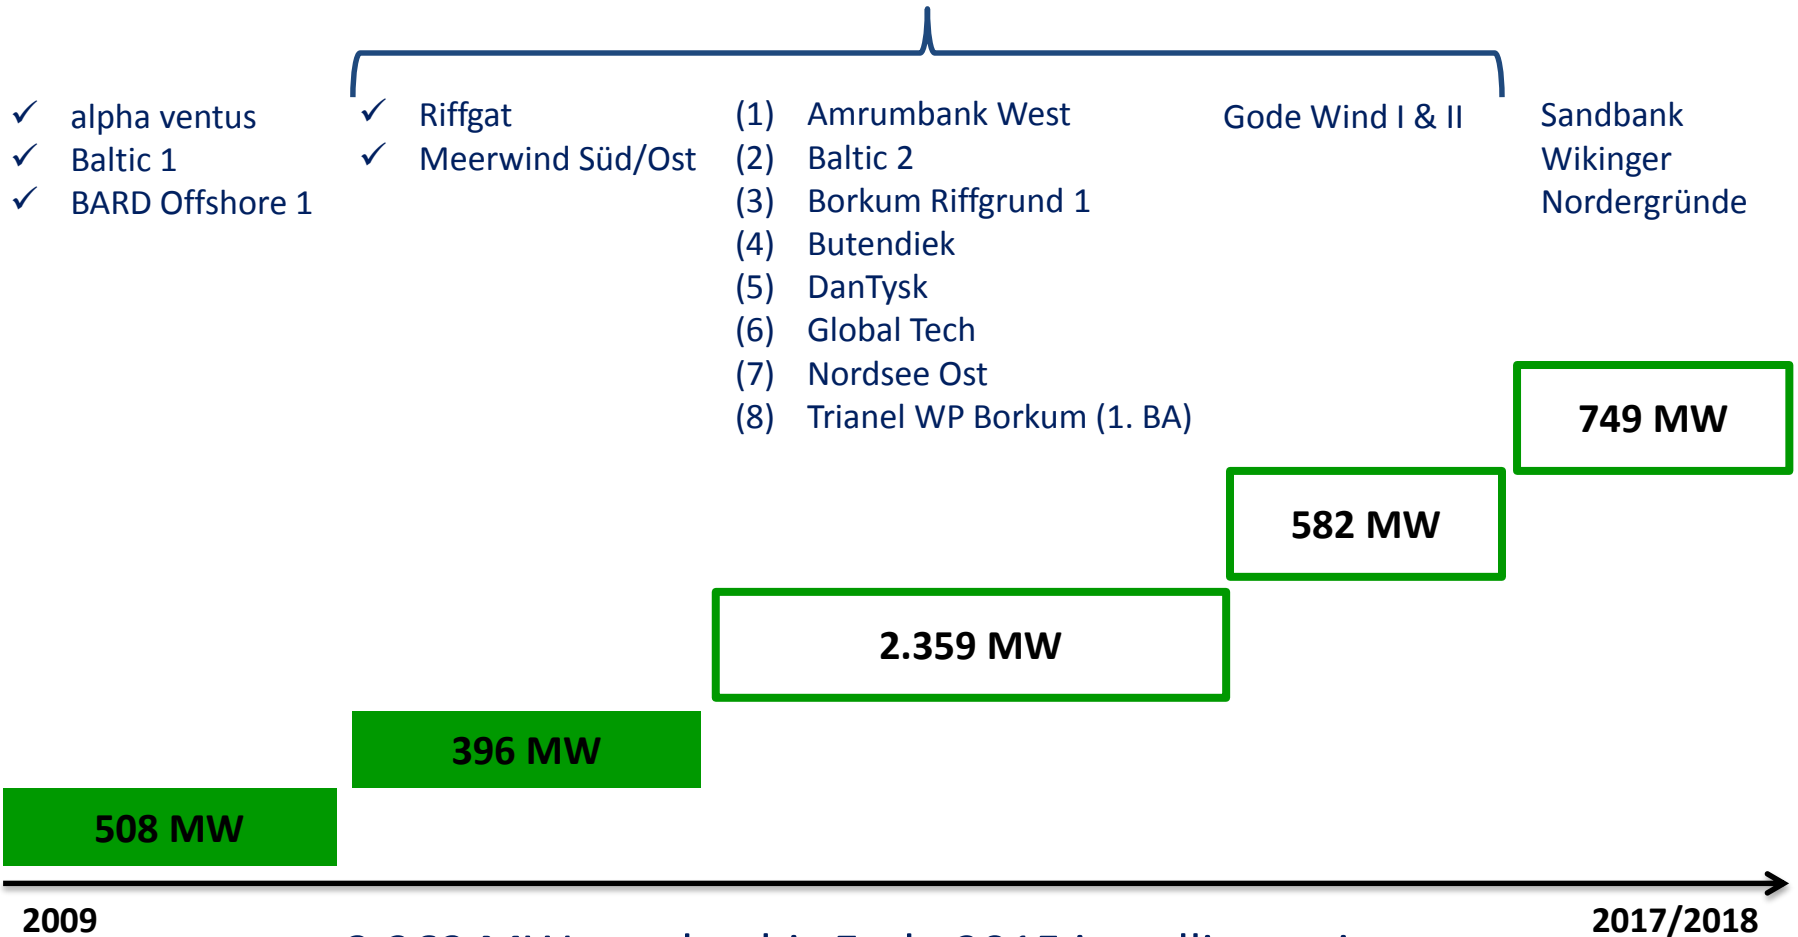 ✓ alpha ventus
✓ Baltic 1
✓ BARD Offshore 1
✓ Riffgat
✓ Meerwind Süd/Ost
(1) Amrumbank West
(2) Baltic 2
(3) Borkum Riffgrund 1
(4) Butendiek
(5) DanTysk
(6) Global Tech
(7) Nordsee Ost
(8) Trianel WP Borkum (1. BA)
Gode Wind I & II
Sandbank
Wikinger
Nordergründe
749 MW
582 MW
2.359 MW
396 MW
508 MW
2009
2017/2018